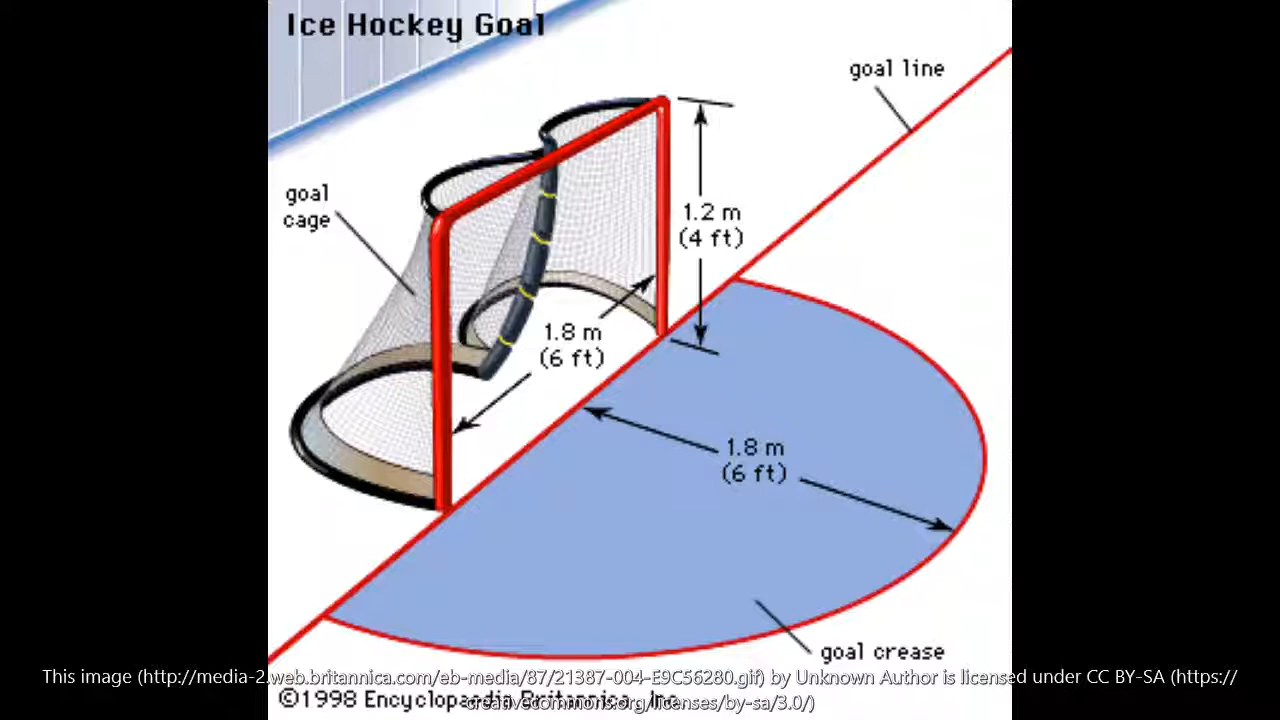 Ice Hockey Goal
goal line
goal
cage
1.2 m
(4 ft)
1.8 m
(6 ft)
1.8 m
(6 ft)
goal crease
This image (http://media-2.web.britannica.com/eb-media/87/21387-004-E9C56280.gif) by Unknown Author is licensed under CC BY-SA (https://
creativecommons.org/licenses/by-sa/3.0/)
©1998 Encyclopaedia Britannica, Inc.